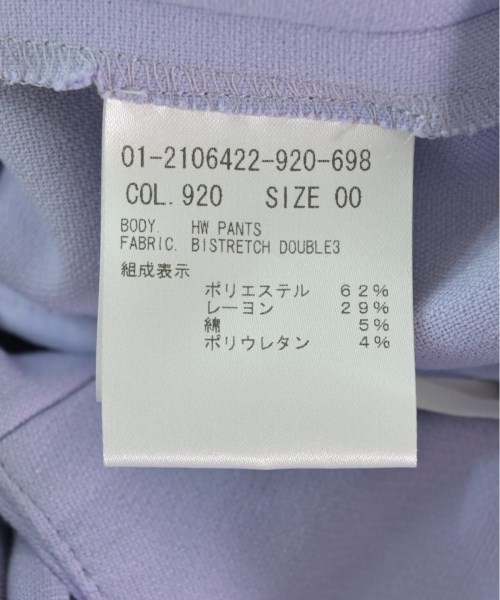 01-2106422-920-698
COL. 920 SIZE 00
BODY. HW PANTS
FABRIC. BISTRETCH DOUBLE3
組成表示
ポリエステル 62%
レーヨン 29%
綿 5%
ポリウレタン 4%